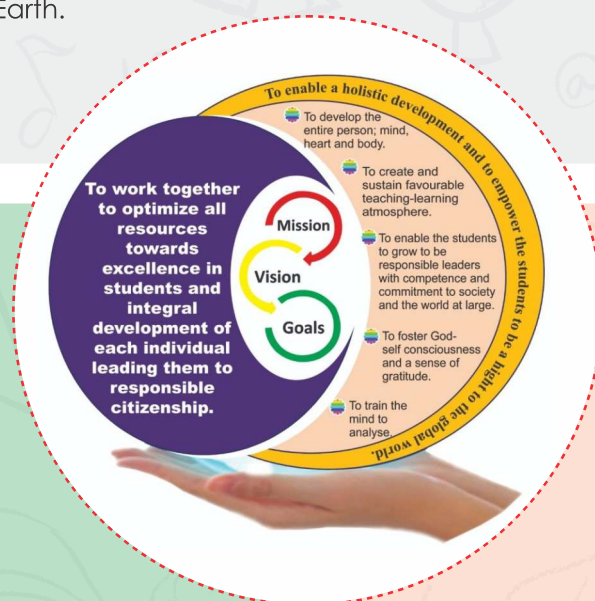 Earth.
To enable a holistic development and to empower the students to be a hight to the global world.
To work together
to optimize all
resources
towards
excellence in
students and
integral
development of
each individual
leading them to
responsible
citizenship.
Mission
Vision
Goals
To develop the
entire person; mind,
heart and body.
To create and
sustain favourable
teaching-learning
atmosphere.
To enable the students
to grow to be
responsible leaders
with competence and
commitment to society
and the world at large.
To foster God-
self consciousness
and a sense of
gratitude.
To train the
mind to
analyse.